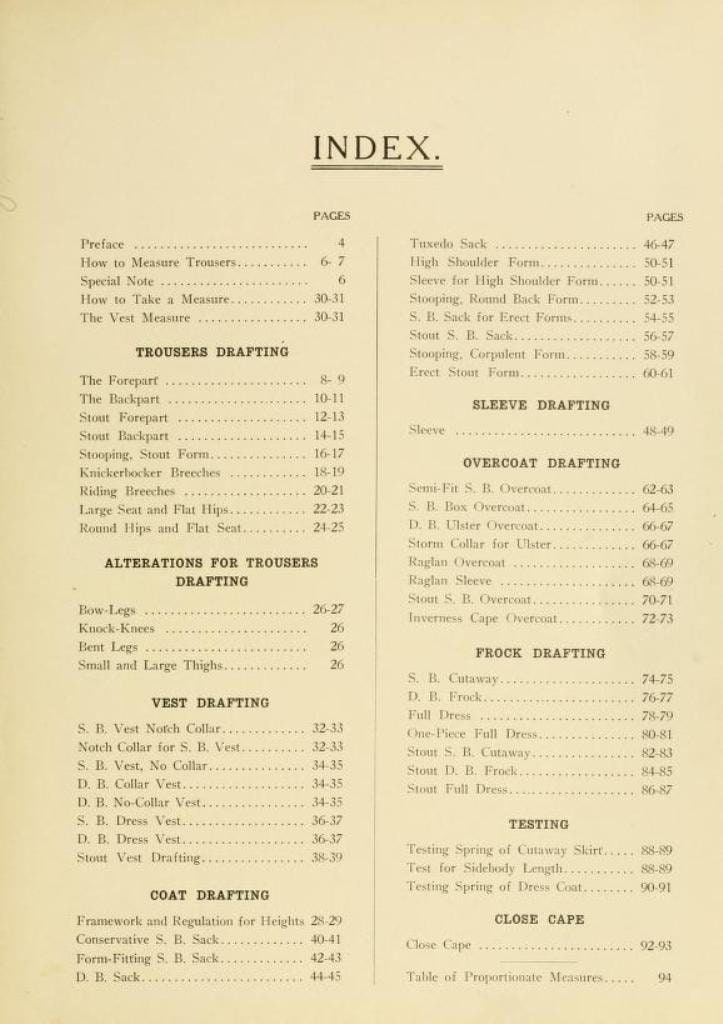 INDEX.
PAGES
Preface .......................... 4
How to Measure Trousers........... 6- 7
Special Note ...................... 6
How to Take a Measure............ 30-31
The Vest Measure ................ 30-31
TROUSERS DRAFTING
The Forepart ...................... 8- 9
The Backpart ..................... 10-11
Stout Forepart .................... 12-13
Stout Backpart .................... 14-15
Stooping, Stout Form............... 16-17
Knickerbocker Breeches ............ 18-19
Riding Breeches ................... 20-21
Large Seat and Flat Hips............ 22-23
Round Hips and Flat Seat.......... 24-25
ALTERATIONS FOR TROUSERS
DRAFTING
Bow-Legs ......................... 26-27
Knock-Knees ...................... 26
Bent Legs ......................... 26
Small and Large Thighs............. 26
VEST DRAFTING
S. B. Vest Notch Collar............. 32-33
Notch Collar for S. B. Vest.......... 32-33
S. B. Vest, No Collar............... 34-35
D. B. Collar Vest................... 34-35
D. B. No-Collar Vest................ 34-35
S. B. Dress Vest................... 36-37
D. B. Dress Vest................... 36-37
Stout Vest Drafting................ 38-39
COAT DRAFTING
Framework and Regulation for Heights 28-29
Conservative S. B. Sack............. 40-41
Form-Fitting S. B. Sack............. 42-43
D. B. Sack......................... 44-45
PAGES
Tuxedo Sack ...................... 46-47
High Shoulder Form............... 50-51
Sleeve for High Shoulder Form...... 50-51
Stooping, Round Back Form......... 52-53
S. B. Sack for Erect Forms.......... 54-55
Stout S. B. Sack................... 56-57
Stooping, Corpulent Form........... 58-59
Erect Stout Form.................. 60-61
SLEEVE DRAFTING
Sleeve ............................ 48-49
OVERCOAT DRAFTING
Semi-Fit S. B. Overcoat............. 62-63
S. B. Box Overcoat................. 64-65
D. B. Ulster Overcoat............... 66-67
Storm Collar for Ulster............. 66-67
Raglan Overcoat ................... 68-69
Raglan Sleeve ..................... 68-69
Stout S. B. Overcoat................ 70-71
Inverness Cape Overcoat............ 72-73
FROCK DRAFTING
S. B. Cutaway..................... 74-75
D. B. Frock....................... 76-77
Full Dress ........................ 78-79
One-Piece Full Dress............... 80-81
Stout S. B. Cutaway................ 82-83
Stout D. B. Frock.................. 84-85
Stout Full Dress................... 86-87
TESTING
Testing Spring of Cutaway Skirt..... 88-89
Test for Sidebody Length........... 88-89
Testing Spring of Dress Coat........ 90-91
CLOSE CAPE
Close Cape ........................ 92-93
Table of Proportionate Measures..... 94